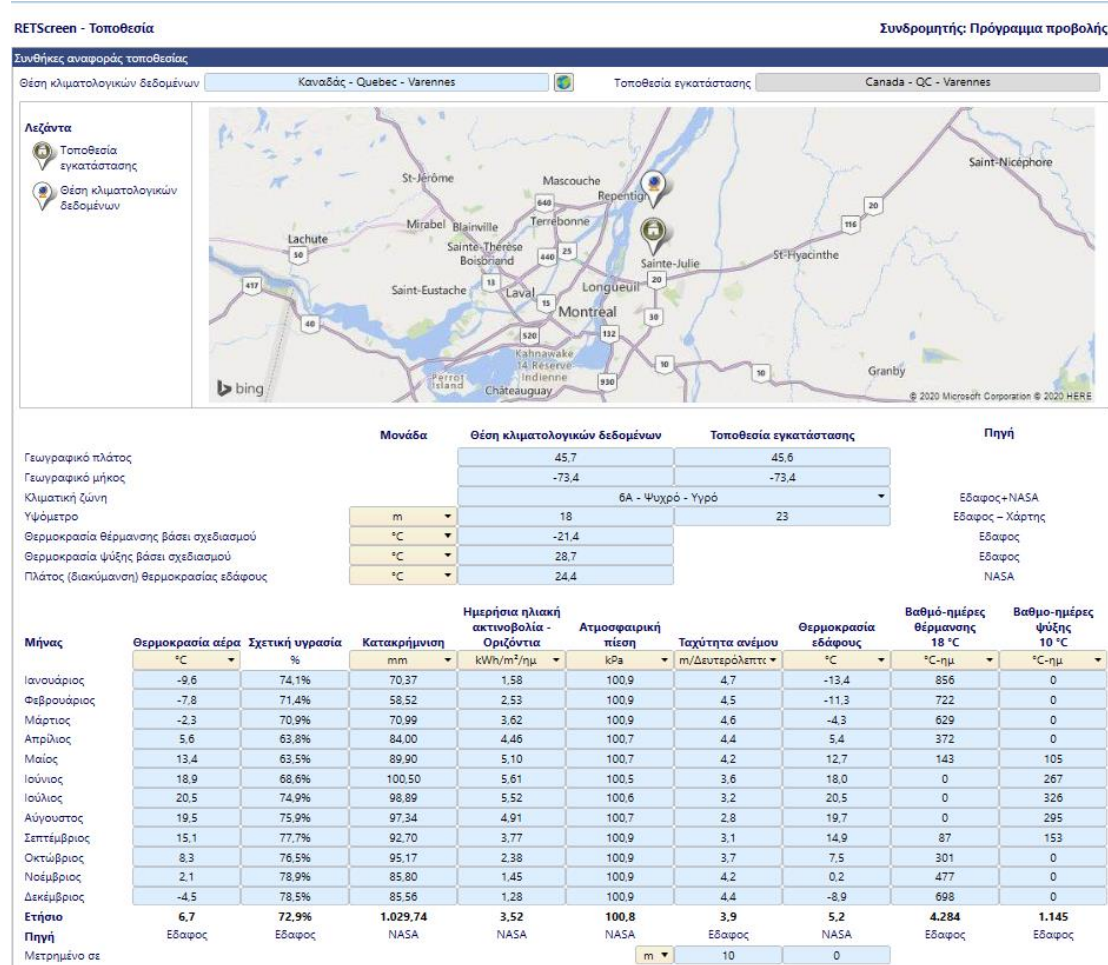 RETScreen - Τοποθεσία Συνδρομητής: Πρόγραμμα προβολής
Συνθήκες αναφοράς τοποθεσίας
Θέση κλιματολογικών δεδομένων Καναδάς - Quebec - Varennes Τοποθεσία εγκατάστασης Canada - QC - Varennes
Λεζάντα
Τοποθεσία
εγκατάστασης
Θέση κλιματολογικών
δεδομένων
Saint-Nicéphore
St-Jérôme
Mascouche
640
Repentig
20
Mirabel Blainville Terrebonne
116
Lachute
50
Sainte-Thérèse
Boisbriand
440 25
Sainte-Julie
St-Hyacinthe
417
Saint-Eustache
13
Laval
15
Longueuil
20
Montreal
30
40
520
132
Kahnawake
14 Reserve
Indienne
10
10
Perrot
Island
Châteauguay
930
Granby
bing
© 2020 Microsoft Corporation © 2020 HERE
Μονάδα Θέση κλιματολογικών δεδομένων Τοποθεσία εγκατάστασης Πηγή
Γεωγραφικό πλάτος 45,7 45,6
Γεωγραφικό μήκος -73,4 -73,4
Κλιματική ζώνη 6A - Ψυχρό - Υγρό Εδαφος+NASA
Υψόμετρο m 18 23 Εδαφος – Χάρτης
Θερμοκρασία θέρμανσης βάσει σχεδιασμού °C -21,4 Εδαφος
Θερμοκρασία ψύξης βάσει σχεδιασμού °C 28,7 Εδαφος
Πλάτος (διακύμανση) θερμοκρασίας εδάφους °C 24,4 NASA
Μήνας Θερμοκρασία αέρα Σχετική υγρασία Κατακρήμνιση Ημερήσια ηλιακή ακτινοβολία - Οριζόντια Ατμοσφαιρική πίεση Ταχύτητα ανέμου Θερμοκρασία εδάφους Βαθμό-ημέρες θέρμανσης 18 °C Βαθμο-ημέρες ψύξης 10 °C
°C % mm kWh/m²/ημ kPa m/Δευτερόλεπτο °C °C-ημ °C-ημ
Ιανουάριος -9,6 74,1% 70,37 1,58 100,9 4,7 -13,4 856 0
Φεβρουάριος -7,8 71,4% 58,52 2,53 100,9 4,5 -11,3 722 0
Μάρτιος -2,3 70,9% 70,99 3,62 100,9 4,6 -4,3 629 0
Απρίλιος 5,6 63,8% 84,00 4,46 100,7 4,4 5,4 372 0
Μαίος 13,4 63,5% 89,90 5,10 100,7 4,2 12,7 143 105
Ιούνιος 18,9 68,6% 100,50 5,61 100,5 3,6 18,0 0 267
Ιούλιος 20,5 74,9% 98,89 5,52 100,6 3,2 20,5 0 326
Αύγουστος 19,5 75,9% 97,34 4,91 100,7 2,8 19,7 0 295
Σεπτέμβριος 15,1 77,7% 92,70 3,77 100,9 3,1 14,9 87 153
Οκτώβριος 8,3 76,5% 95,17 2,38 100,9 3,7 7,5 301 0
Νοέμβριος 2,1 78,9% 85,80 1,45 100,9 4,2 0,2 477 0
Δεκέμβριος -4,5 78,5% 85,56 1,28 100,9 4,4 -8,9 698 0
Ετήσιο 6,7 72,9% 1.029,74 3,52 100,8 3,9 5,2 4.284 1.145
Πηγή Εδαφος Εδαφος NASA NASA NASA Εδαφος NASA Εδαφος Εδαφος
Μετρημένο σε m 10 0